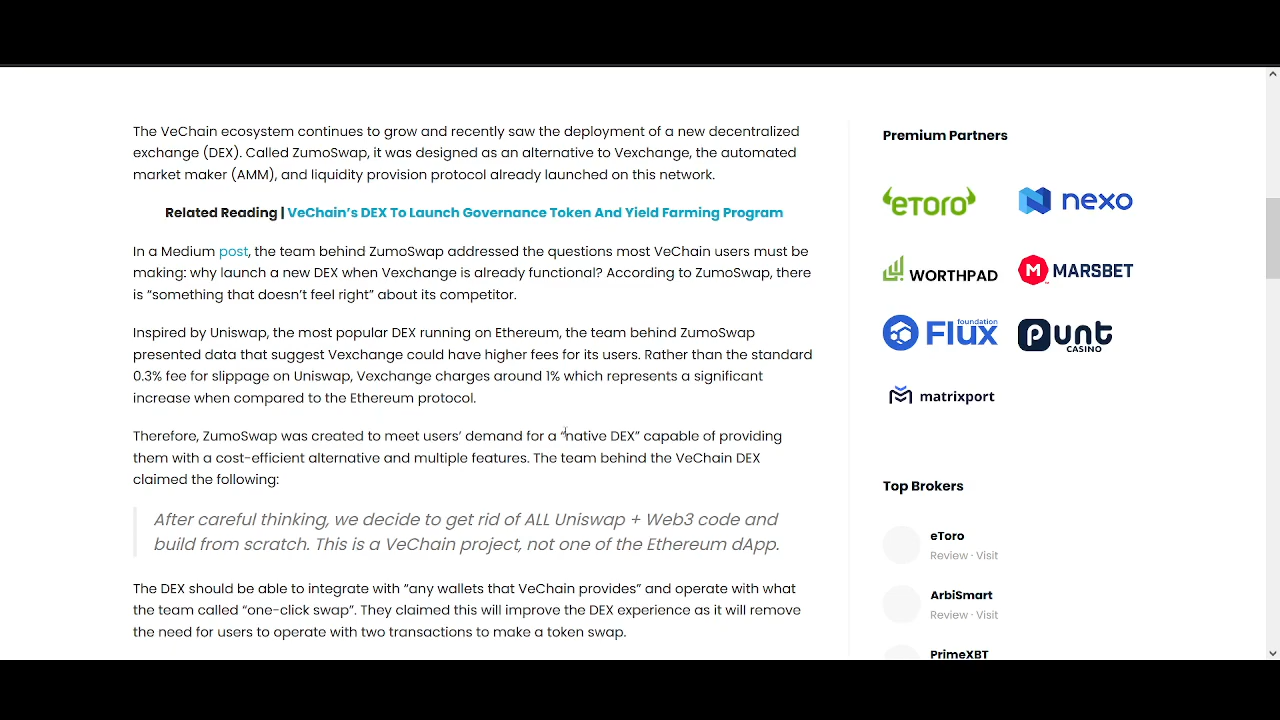 The VeChain ecosystem continues to grow and recently saw the deployment of a new decentralized
exchange (DEX). Called ZumoSwap, it was designed as an alternative to Vexchange, the automated
market maker (AMM), and liquidity provision protocol already launched on this network.
Related Reading | VeChain’s DEX To Launch Governance Token And Yield Farming Program
In a Medium post, the team behind ZumoSwap addressed the questions most VeChain users must be
making: why launch a new DEX when Vexchange is already functional? According to ZumoSwap, there
is “something that doesn’t feel right” about its competitor.
Inspired by Uniswap, the most popular DEX running on Ethereum, the team behind ZumoSwap
presented data that suggest Vexchange could have higher fees for its users. Rather than the standard
0.3% fee for slippage on Uniswap, Vexchange charges around 1% which represents a significant
increase when compared to the Ethereum protocol.
Therefore, ZumoSwap was created to meet users’ demand for a “native DEX” capable of providing
them with a cost-efficient alternative and multiple features. The team behind the VeChain DEX
claimed the following:
After careful thinking, we decide to get rid of ALL Uniswap + Web3 code and
build from scratch. This is a VeChain project, not one of the Ethereum dApp.
The DEX should be able to integrate with “any wallets that VeChain provides” and operate with what
the team called “one-click swap”. They claimed this will improve the DEX experience as it will remove
the need for users to operate with two transactions to make a token swap.
Premium Partners
eToro
nexo
WORTHPAD
M MARSBET
Flux foundation
Punt CASINO
matrixport
Top Brokers
eToro
Review · Visit
ArbiSmart
Review · Visit
PrimeXBT